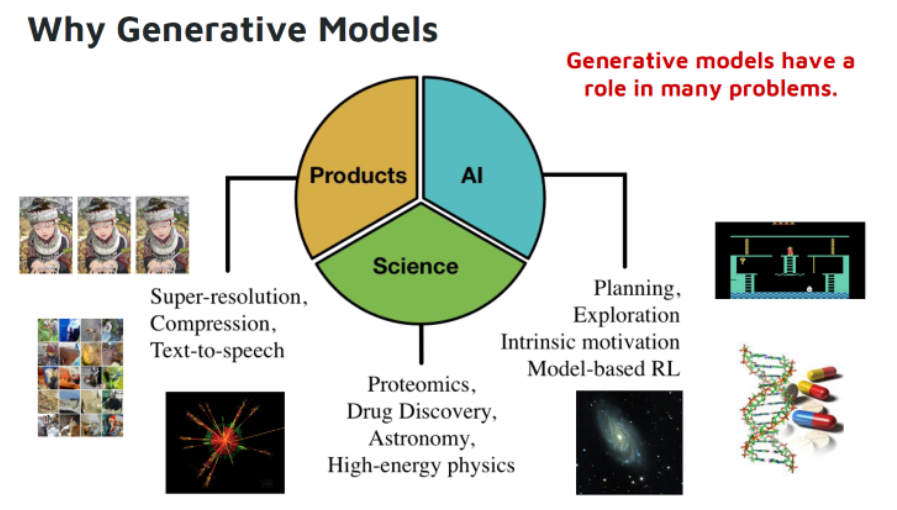 Why Generative Models
Generative models have a
role in many problems.
Products
AI
Science
Super-resolution,
Compression,
Text-to-speech
Planning,
Exploration
Intrinsic motivation
Model-based RL
Proteomics,
Drug Discovery,
Astronomy,
High-energy physics